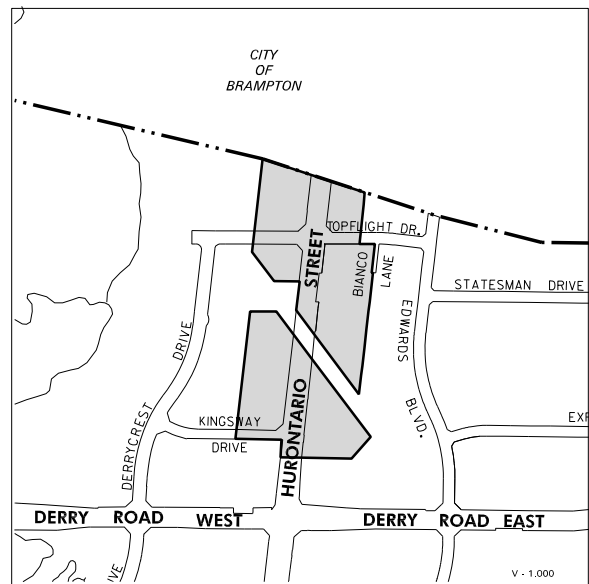 CITY
OF
BRAMPTON
TOPFLIGHT DR.
HURONTARIO STREET
BIANCO LANE
STATESMAN DRIVE
EDWARDS BLVD.
DERRYCREST DRIVE
KINGSWAY
DRIVE
DERRY ROAD WEST
DERRY ROAD EAST
V - 1.000